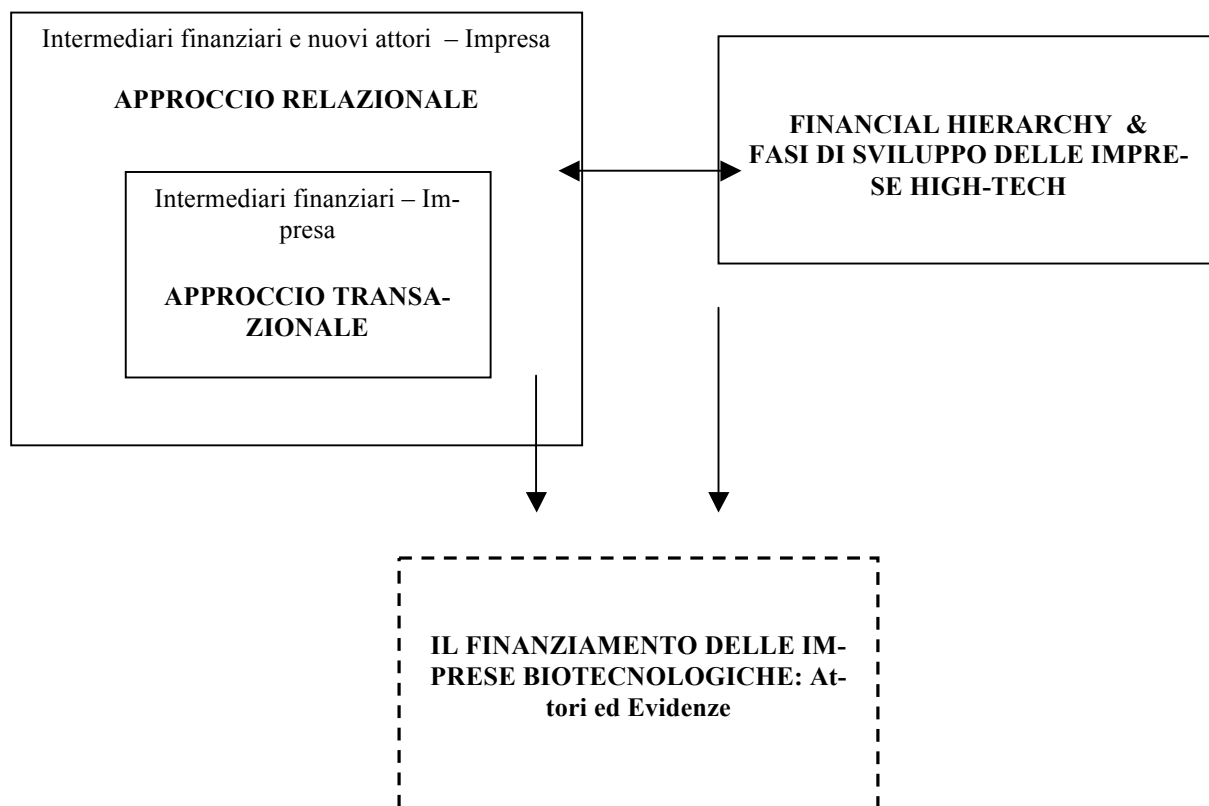 Intermediari finanziari e nuovi attori – Impresa
APPROCCIO RELAZIONALE
Intermediari finanziari – Im-
presa
APPROCCIO TRANSA-
ZIONALE
FINANCIAL HIERARCHY &
FASI DI SVILUPPO DELLE IMPRE-
SE HIGH-TECH
IL FINANZIAMENTO DELLE IM-
PRESE BIOTECNOLOGICHE: At-
tori ed Evidenze